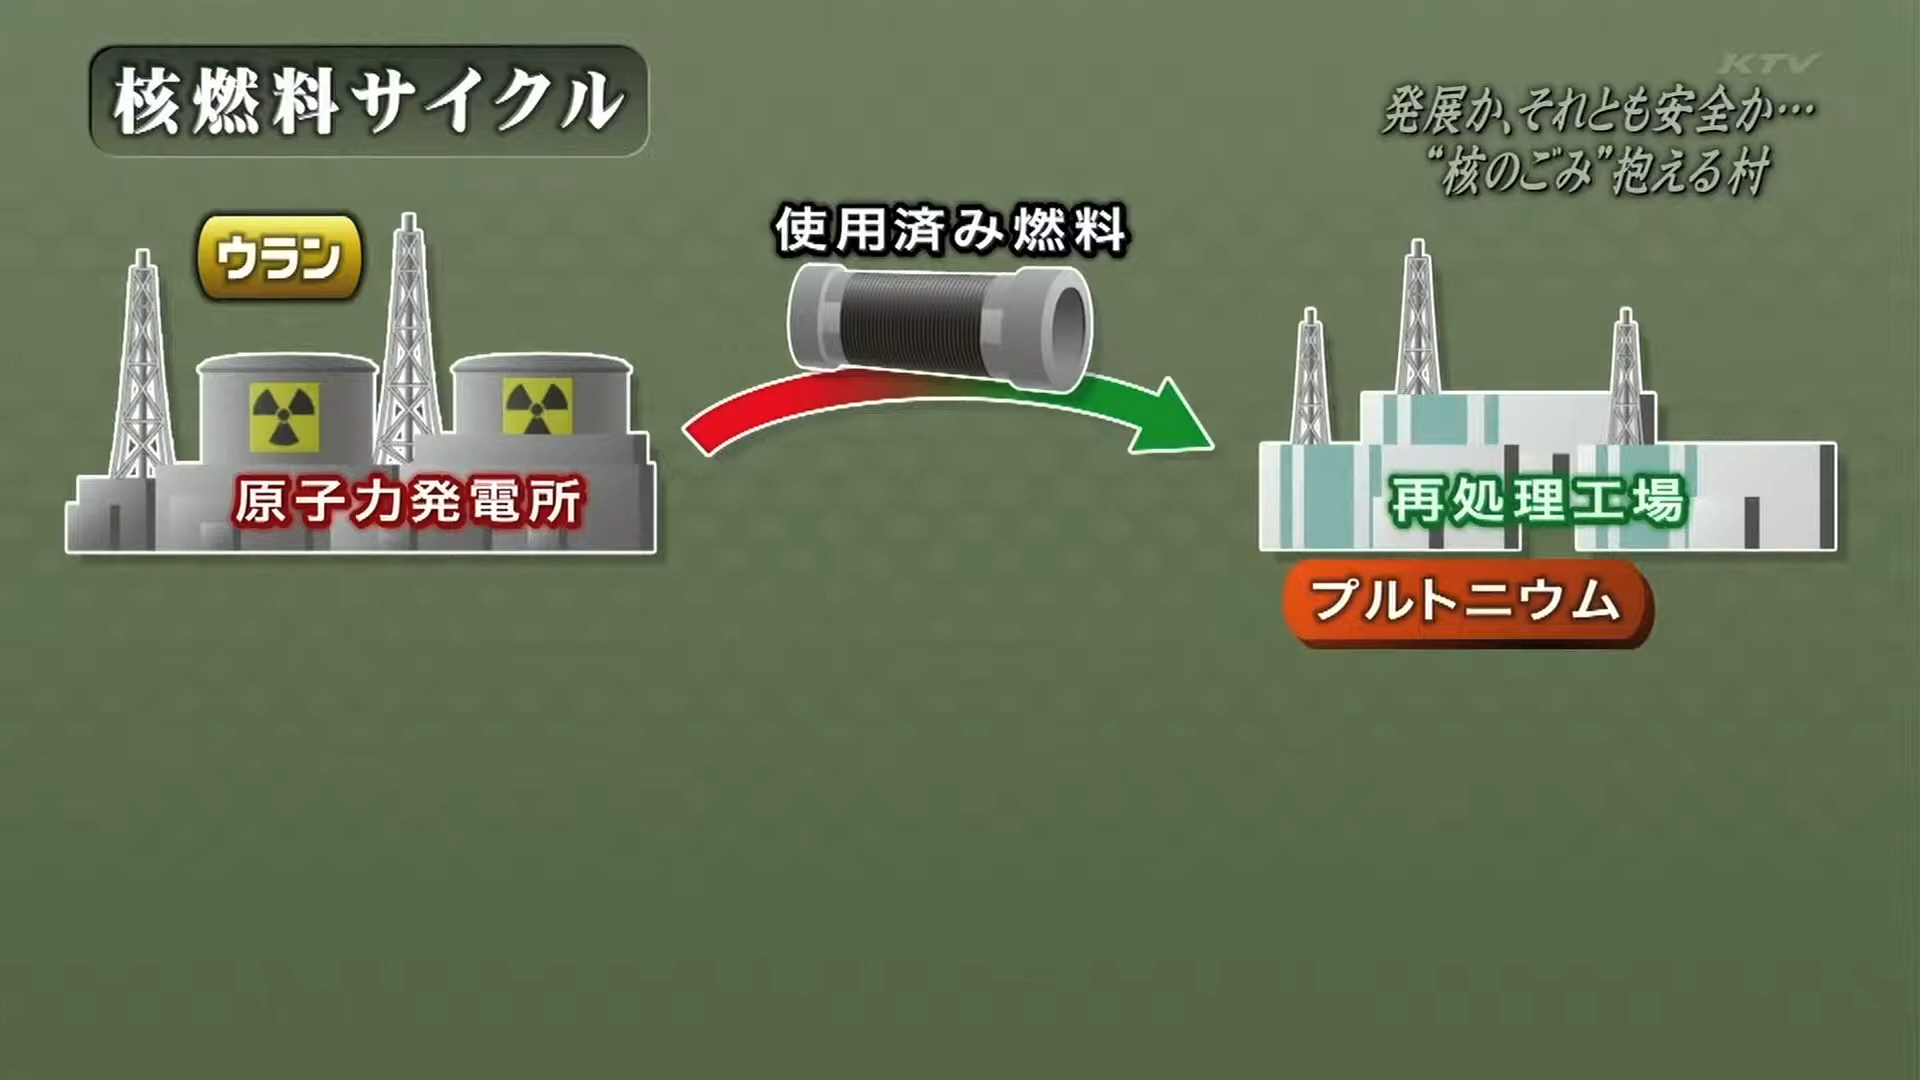 核燃料サイクル
KTV
発展か、それとも安全か…
“核のごみ”抱える村
ウラン
使用済み燃料
原子力発電所
再処理工場
プルトニウム